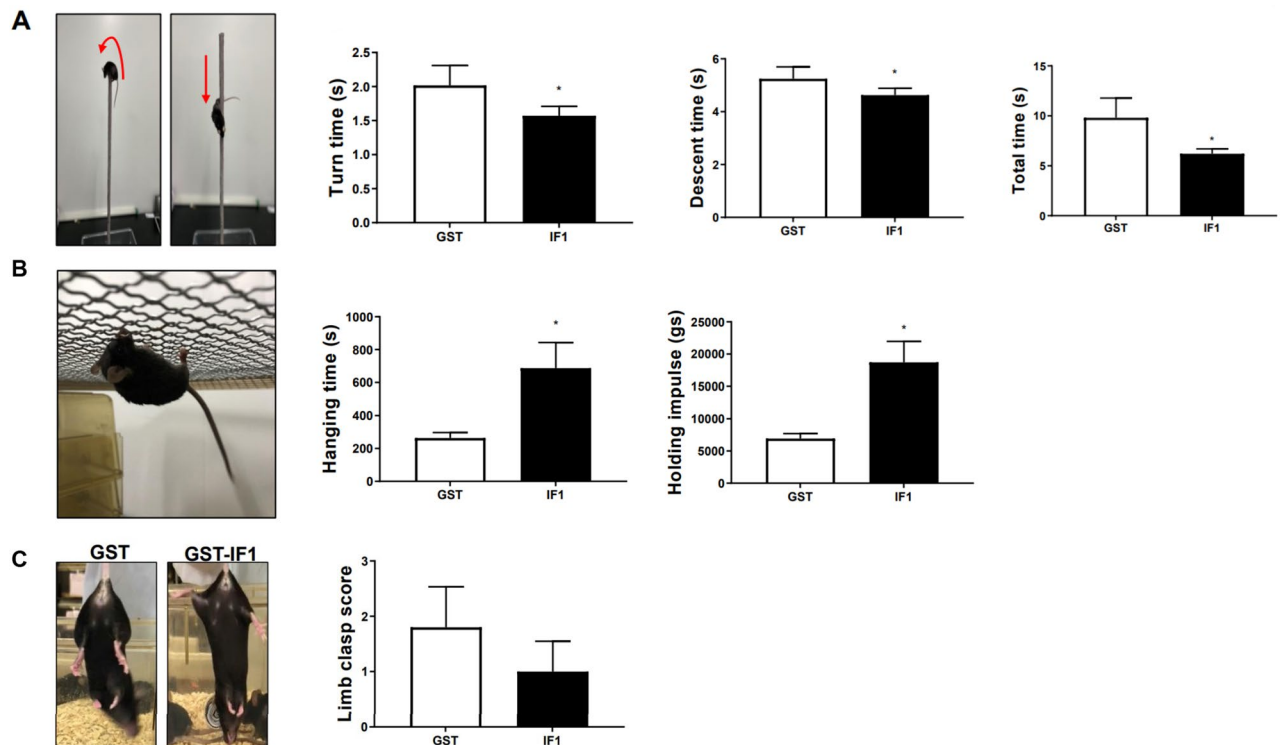 A
Turn time (s)
2.5
2.0
1.5
1.0
0.5
0.0
*
GST
IF1
Descent time (s)
6
4
2
0
*
GST
IF1
Total time (s)
15
10
5
0
*
GST
IF1
B
Hanging time (s)
1000
800
600
400
200
0
*
GST
IF1
Holding impulse (gs)
25000
20000
15000
10000
5000
0
*
GST
IF1
C
GST
GST-IF1
Limb clasp score
3
2
1
0
GST
IF1